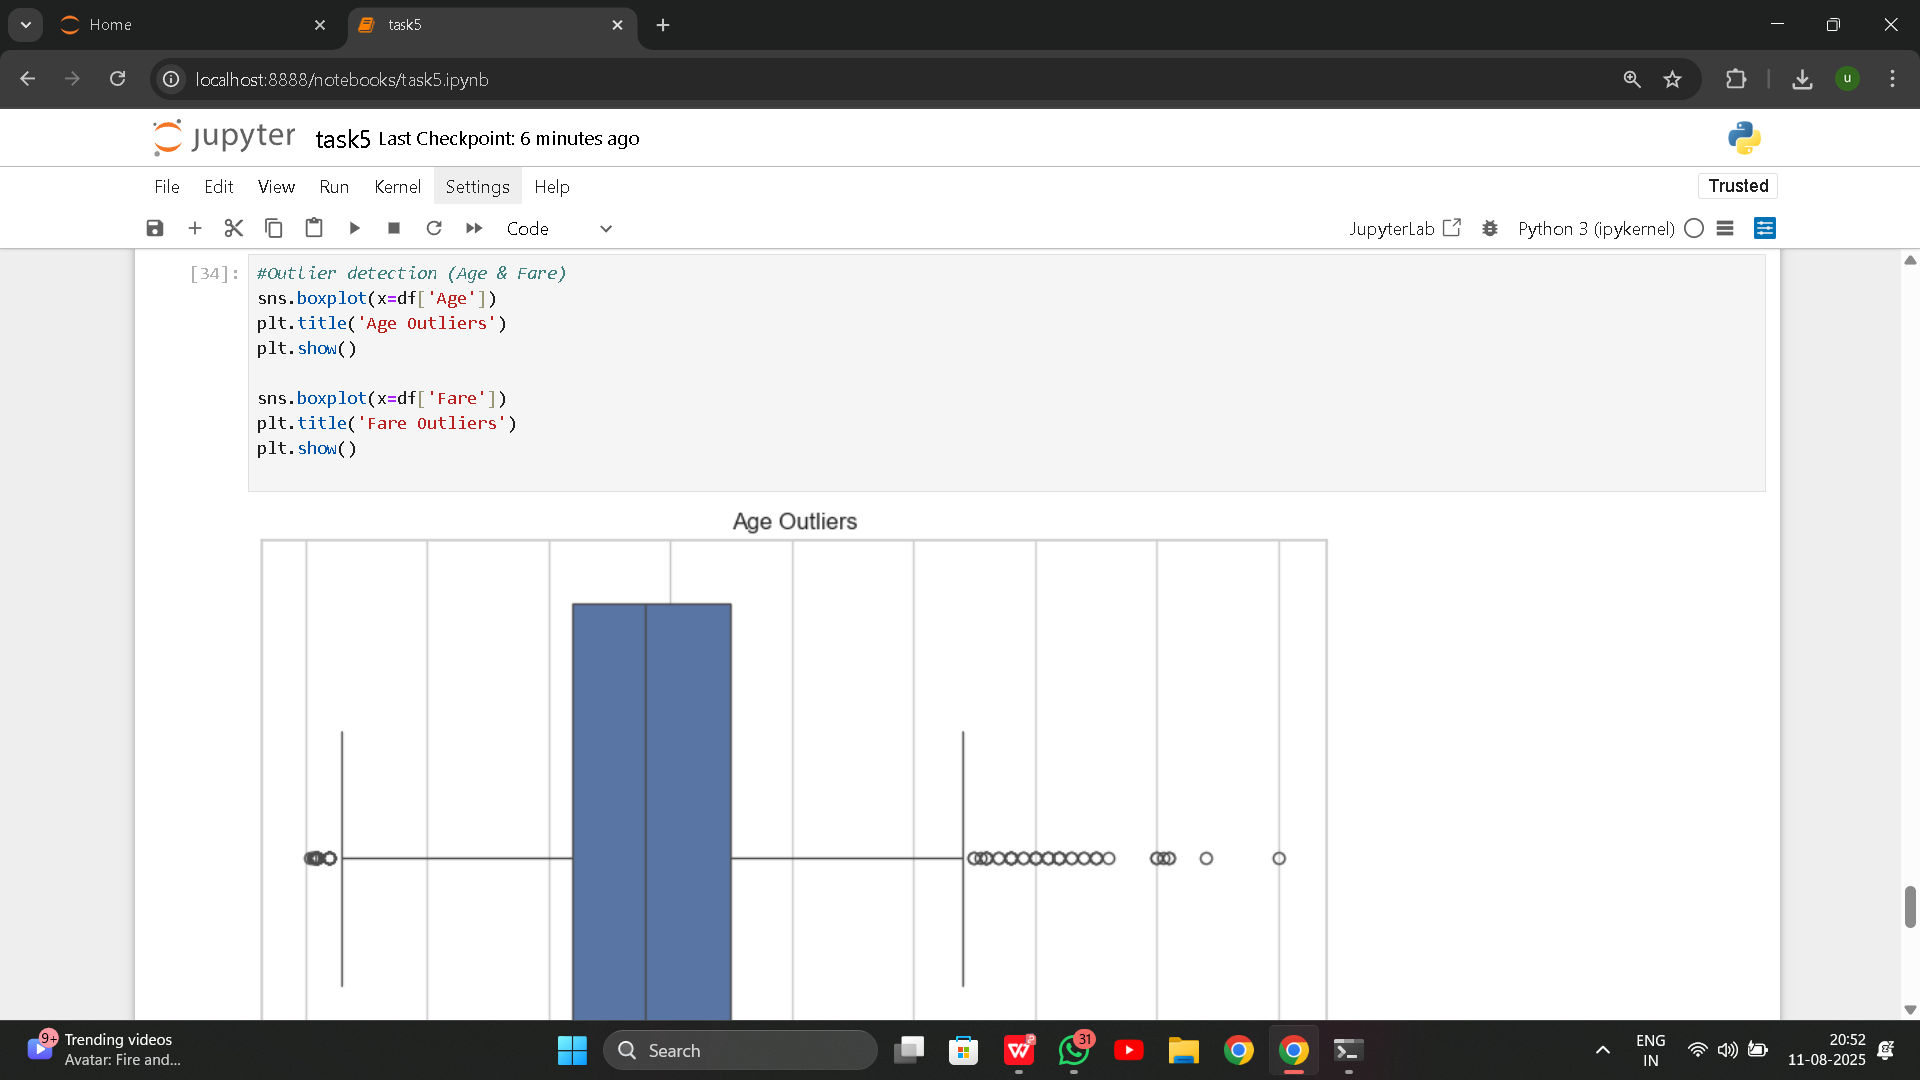 Home
task5
localhost:8888/notebooks/task5.ipynb
u
jupyter task5 Last Checkpoint: 6 minutes ago
File Edit View Run Kernel Settings Help
Trusted
Code
JupyterLab
Python 3 (ipykernel)
[34]:
#Outlier detection (Age & Fare)
sns.boxplot(x=df['Age'])
plt.title('Age Outliers')
plt.show()
sns.boxplot(x=df['Fare'])
plt.title('Fare Outliers')
plt.show()
Age Outliers
9+
Trending videos
Avatar: Fire and...
Search
31
ENG
IN
20:52
11-08-2025